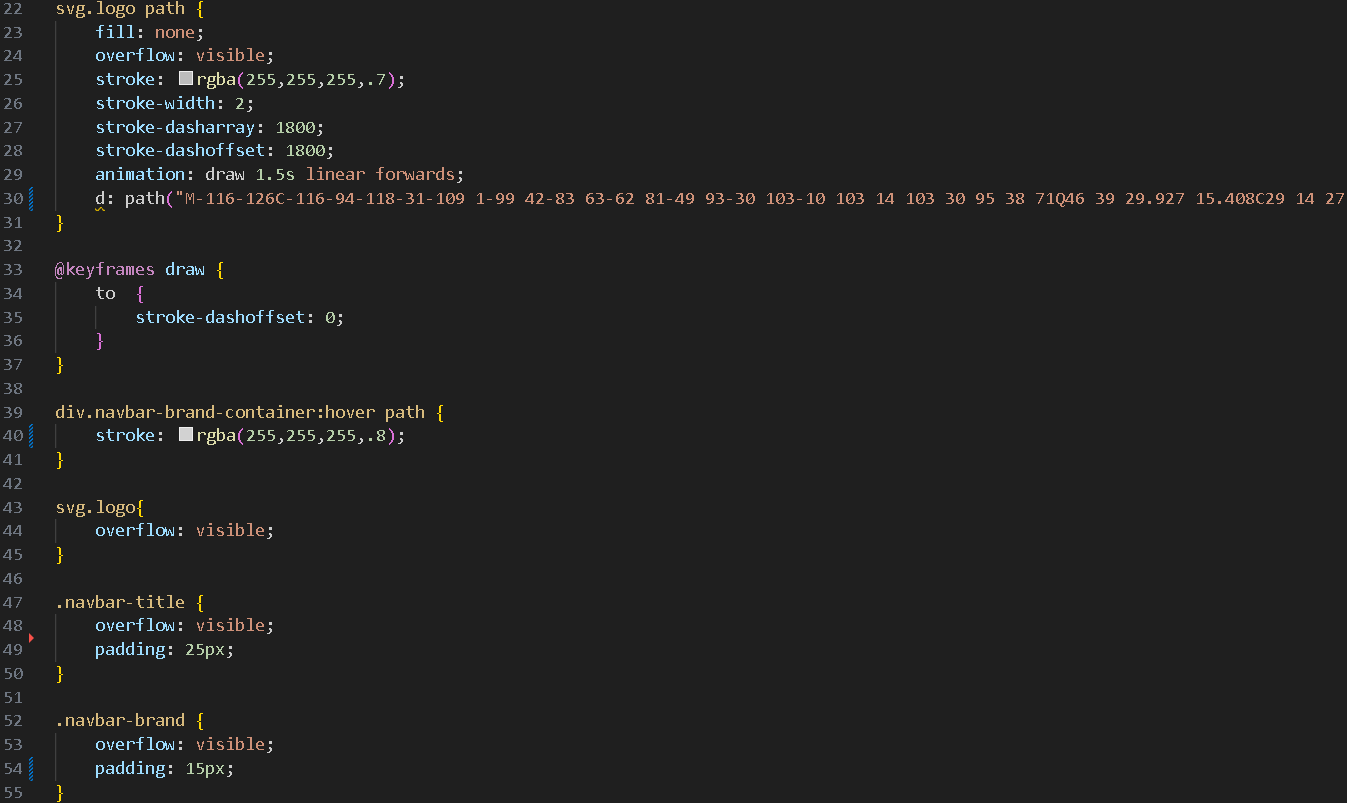 22 svg.logo path {
23 fill: none;
24 overflow: visible;
25 stroke: rgba(255,255,255,.7);
26 stroke-width: 2;
27 stroke-dasharray: 1800;
28 stroke-dashoffset: 1800;
29 animation: draw 1.5s linear forwards;
30 d: path("M-116-126C-116-94-118-31-109 1-99 42-83 63-62 81-49 93-30 103-10 103 14 103 30 95 38 71Q46 39 29.927 15.408C29 14 27
31 }
32
33 @keyframes draw {
34 to  {
35 stroke-dashoffset: 0;
36 }
37 }
38
39 div.navbar-brand-container:hover path {
40 stroke: rgba(255,255,255,.8);
41 }
42
43 svg.logo{
44 overflow: visible;
45 }
46
47 .navbar-title {
48 overflow: visible;
49 padding: 25px;
50 }
51
52 .navbar-brand {
53 overflow: visible;
54 padding: 15px;
55 }